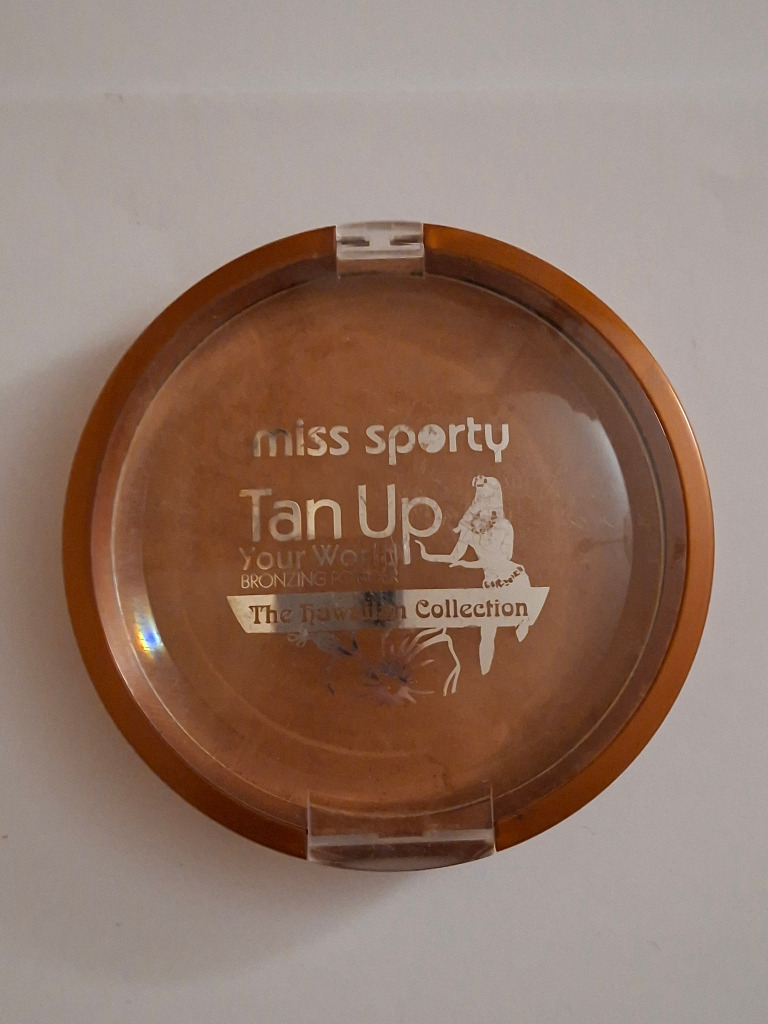 miss sporty
Tan Up
Your World
BRONZING POWDER
The Hawaiian Collection